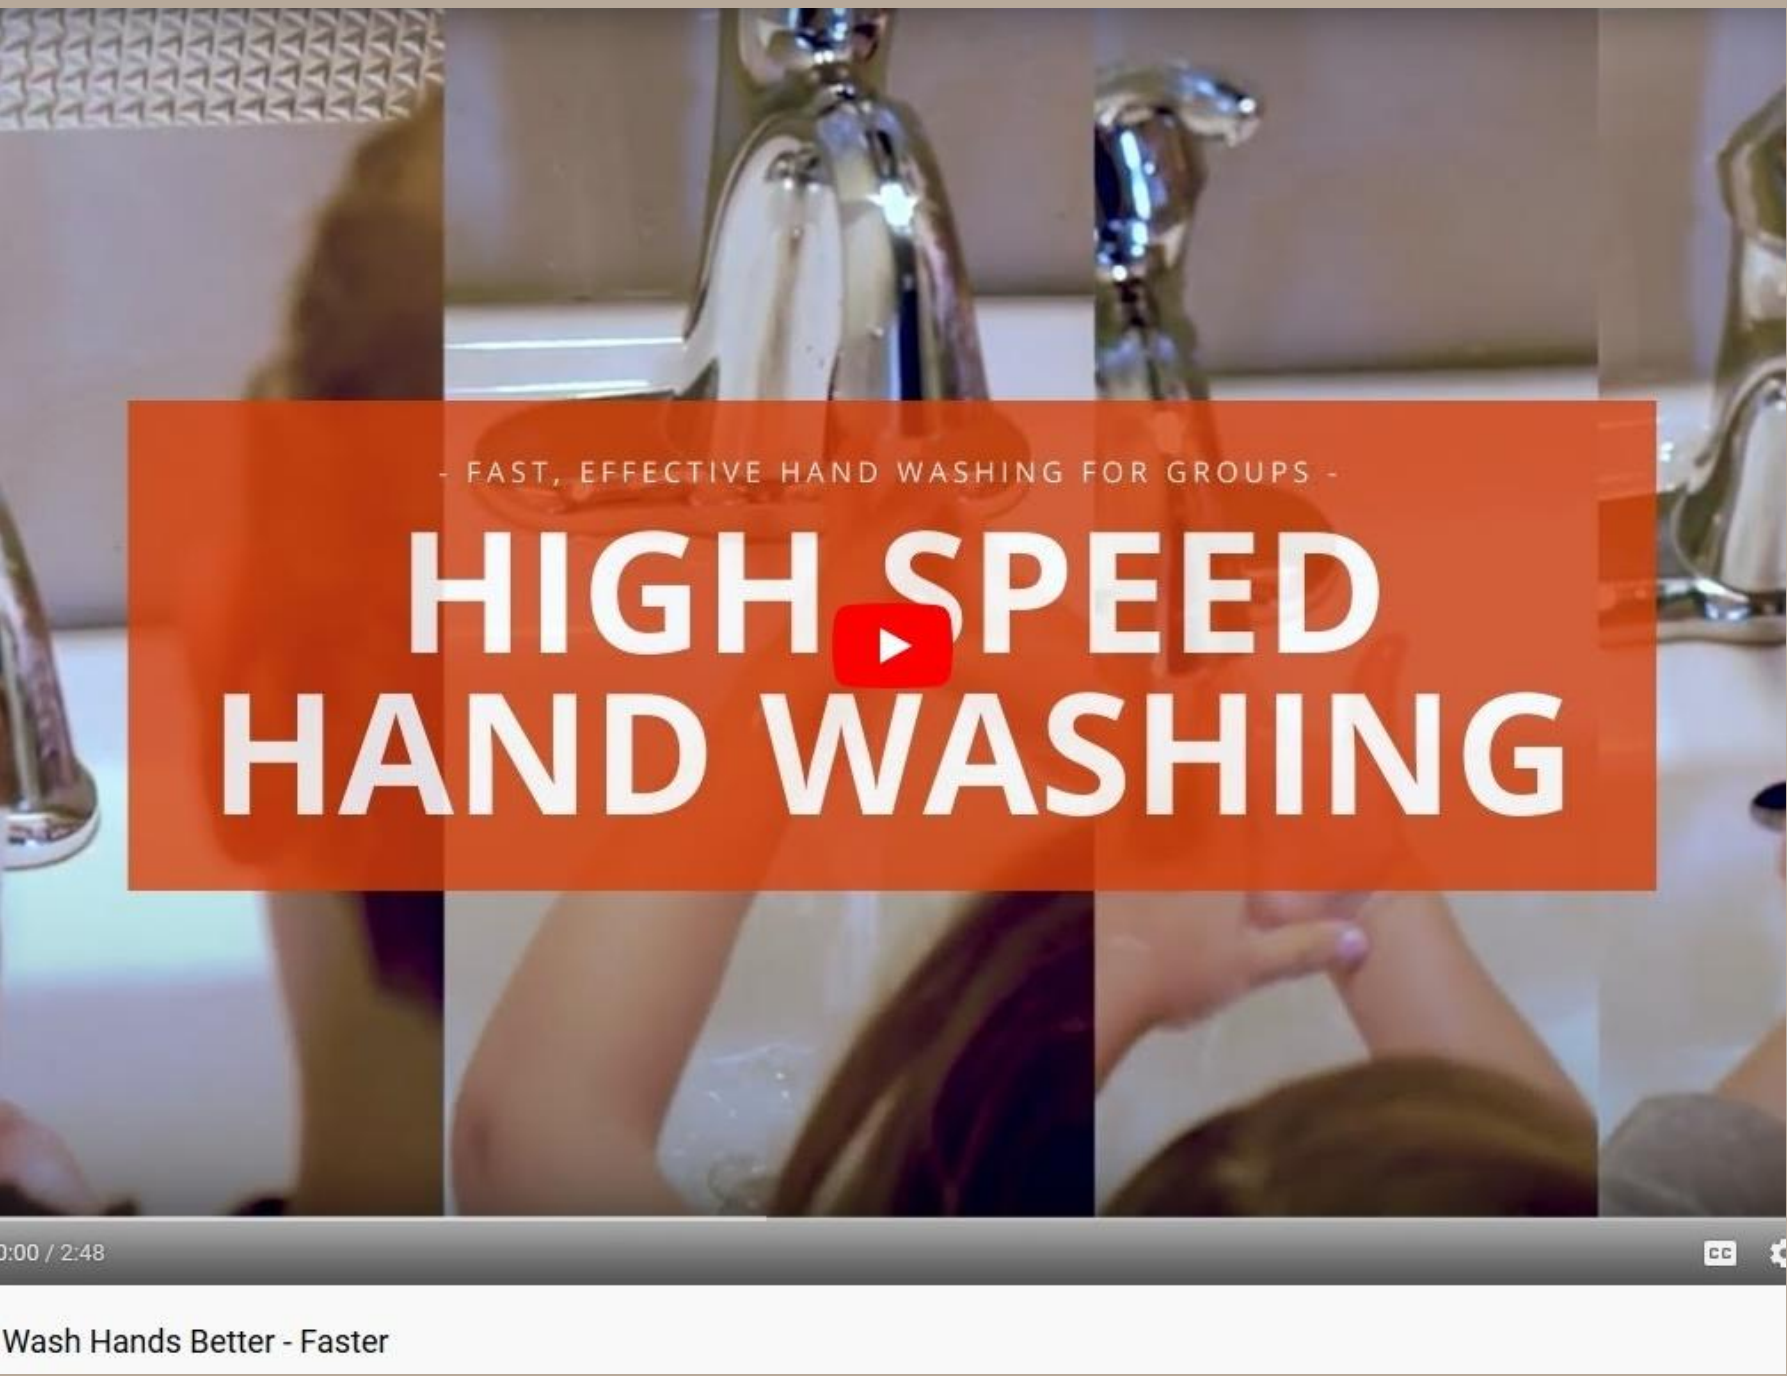 - FAST, EFFECTIVE HAND WASHING FOR GROUPS -
HIGH SPEED
HAND WASHING
0:00 / 2:48
CC
Wash Hands Better - Faster